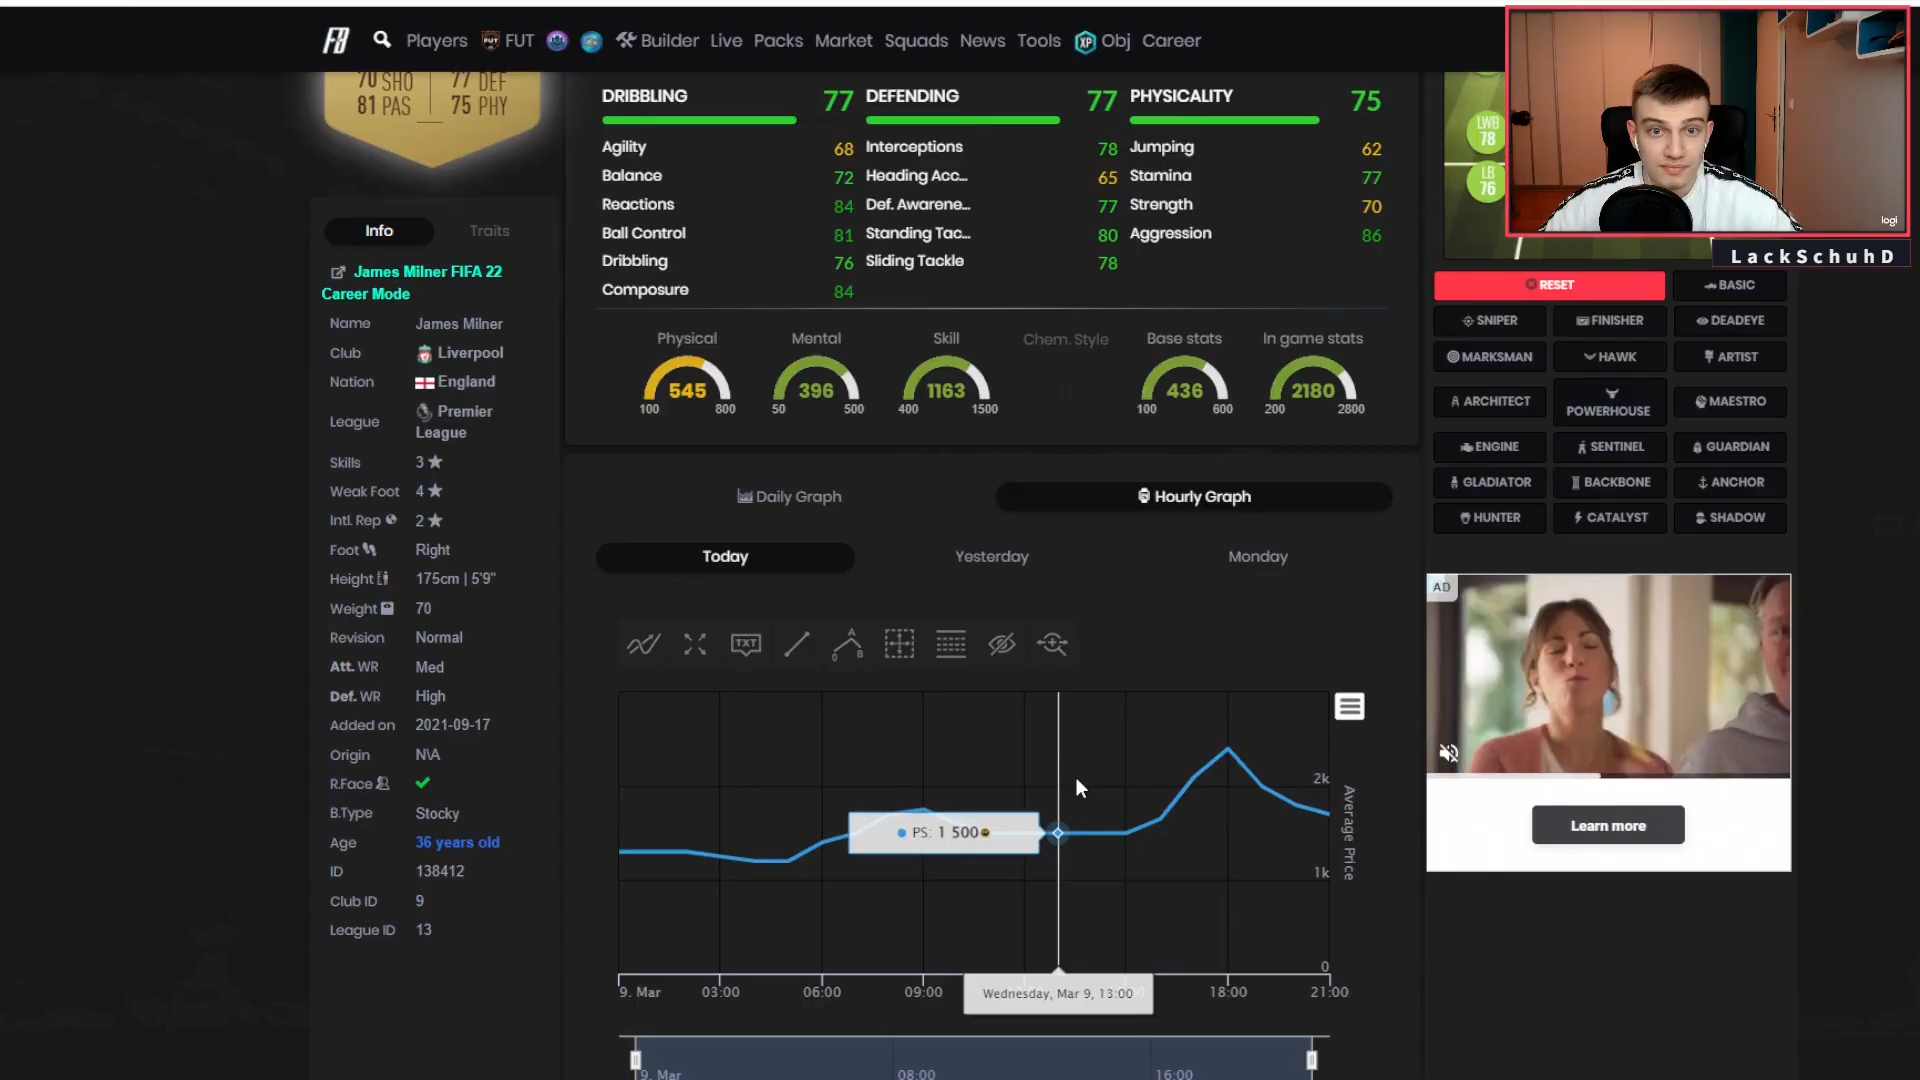 FB Players FUT Builder Live Packs Market Squads News Tools XP Obj Career
70 SHO 77 DEF
81 PAS 75 PHY
DRIBBLING 77
Agility 68
Balance 72
Reactions 84
Ball Control 81
Dribbling 76
Composure 84
DEFENDING 77
Interceptions 78
Heading Acc... 65
Def. Awarene... 77
Standing Tac... 80
Sliding Tackle 78
PHYSICALITY 75
Jumping 62
Stamina 77
Strength 70
Aggression 86
LWB
78
LB
76
logi
LackSchuhD
Info Traits
James Milner FIFA 22
Career Mode
Name James Milner
Club Liverpool
Nation England
League Premier
League
Skills 3
Weak Foot 4
Intl. Rep 2
Foot Right
Height 175cm | 5'9"
Weight 70
Revision Normal
Att. WR Med
Def. WR High
Added on 2021-09-17
Origin N\A
R.Face
B.Type Stocky
Age 36 years old
ID 138412
Club ID 9
League ID 13
Physical
545
100 800
Mental
396
50 500
Skill
1163
400 1500
Chem. Style
Base stats
436
100 600
In game stats
2180
200 2800
RESET BASIC
SNIPER FINISHER DEADEYE
MARKSMAN HAWK ARTIST
ARCHITECT POWERHOUSE MAESTRO
ENGINE SENTINEL GUARDIAN
GLADIATOR BACKBONE ANCHOR
HUNTER CATALYST SHADOW
Daily Graph Hourly Graph
Today Yesterday Monday
TXT
A
0 B
2k
1k
0
Average Price
PS: 1 500
9. Mar 03:00 06:00 09:00 18:00 21:00
Wednesday, Mar 9, 13:00
9. Mar 08:00 16:00
AD
Learn more